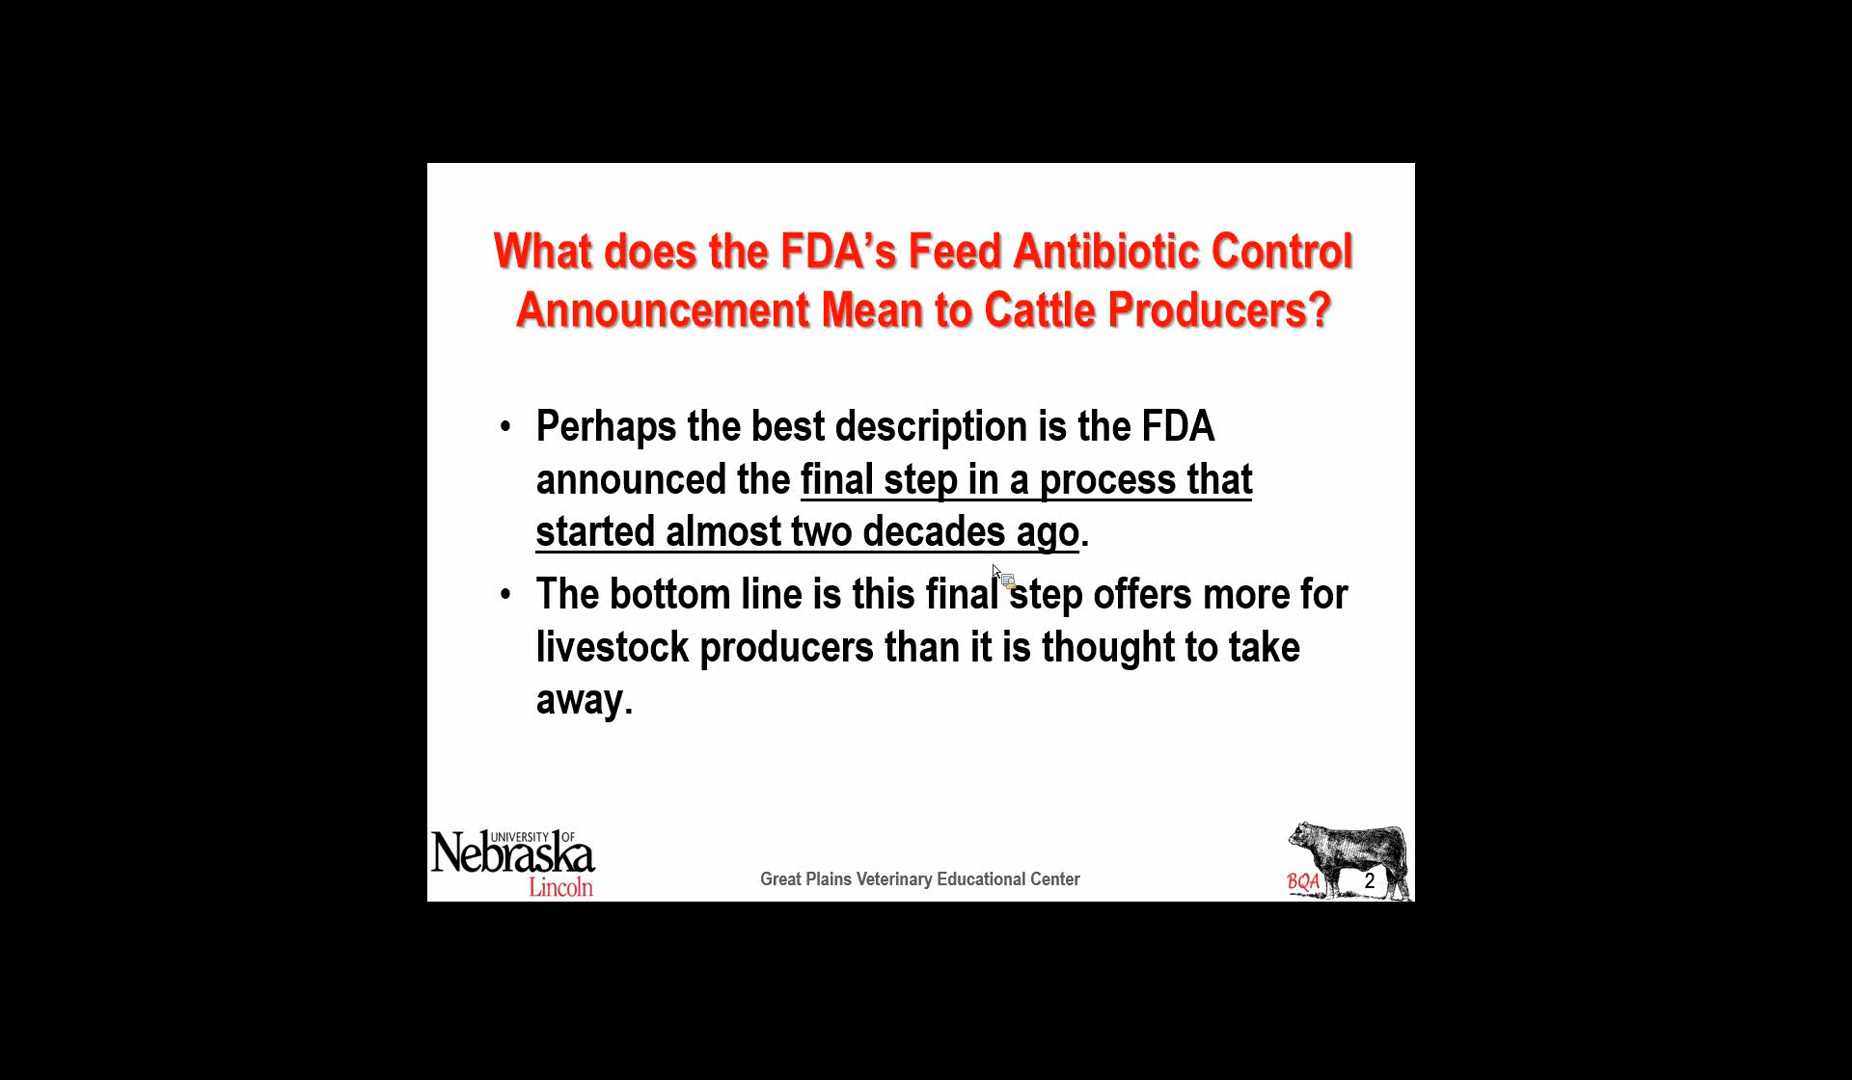 What does the FDA’s Feed Antibiotic Control
Announcement Mean to Cattle Producers?
• Perhaps the best description is the FDA
announced the final step in a process that
started almost two decades ago.
• The bottom line is this final step offers more for
livestock producers than it is thought to take
away.
UNIVERSITY OF
Nebraska
Lincoln
Great Plains Veterinary Educational Center
BQA 2